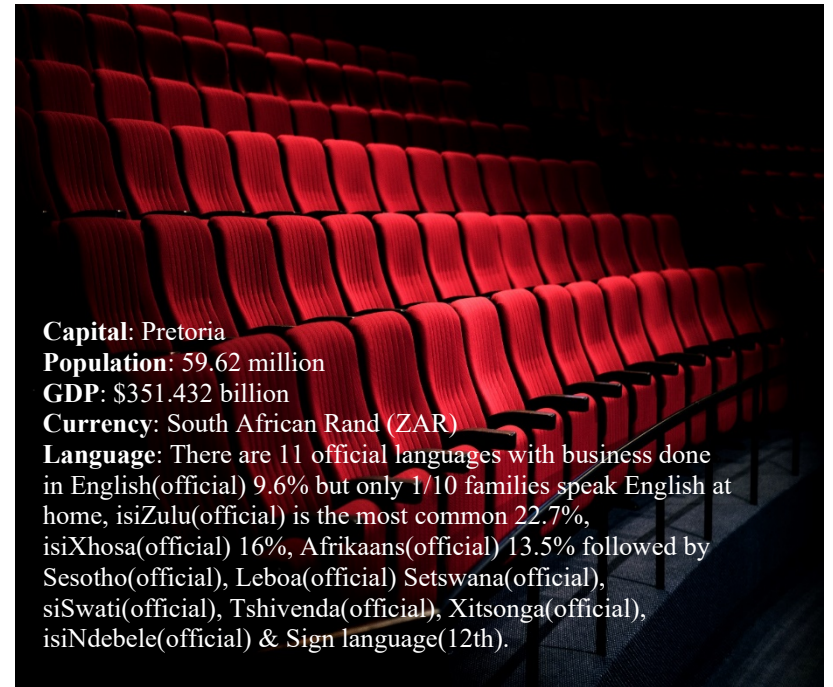 Capital: Pretoria
Population: 59.62 million
GDP: $351.432 billion
Currency: South African Rand (ZAR)
Language: There are 11 official languages with business done
in English(official) 9.6% but only 1/10 families speak English at
home, isiZulu(official) is the most common 22.7%,
isiXhosa(official) 16%, Afrikaans(official) 13.5% followed by
Sesotho(official), Leboa(official) Setswana(official),
siSwati(official), Tshivenda(official), Xitsonga(official),
isiNdebele(official) & Sign language(12th).